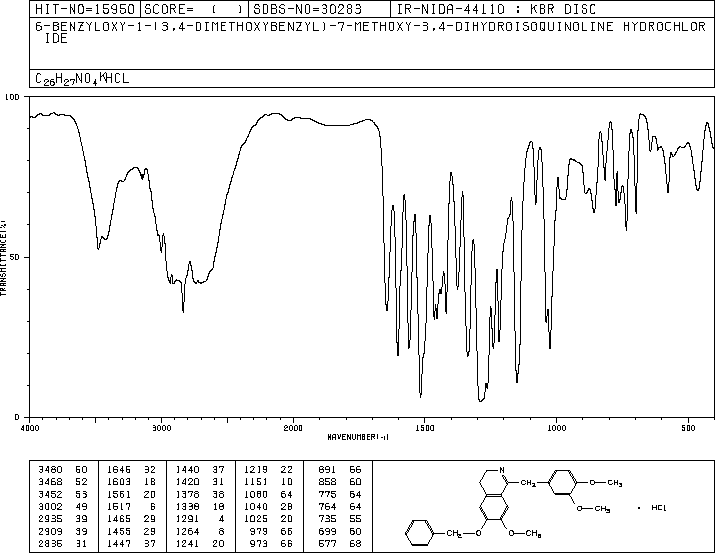 HIT-NO=15950 SCORE= ( ) SDBS-NO=30283 IR-NIDA-44110 : KBR DISC
6-BENZYLOXY-1-(3,4-DIMETHOXYBENZYL)-7-METHOXY-3,4-DIHYDROISOQUINOLINE HYDROCHLOR
IDE
C26H27NO4*HCL
100
50
0
TRANSMITTANCE(%)
4000 3000 2000 1500 1000 500
WAVENUMBER(-1)
3480 60 1646 32 1440 37 1219 22 891 66
3468 52 1603 18 1420 31 1151 10 858 60
3452 53 1561 20 1378 38 1080 64 775 64
3002 49 1517 6 1338 18 1040 28 764 64
2935 39 1465 29 1291 4 1025 20 735 55
2909 39 1455 29 1264 8 979 66 699 60
2835 31 1447 37 1241 20 973 66 577 68
N
CH2
O-CH3
O-CH3
CH2-O
O-CH3
· HCl